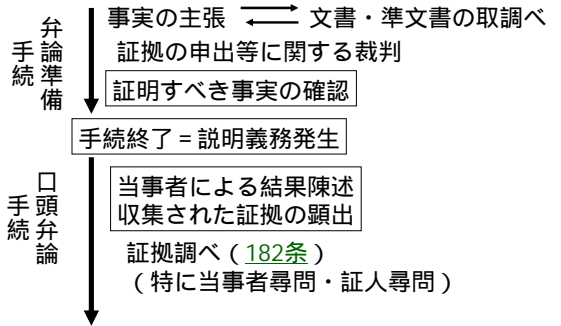 弁論準備
手続
事実の主張 文書・準文書の取調べ
証拠の申出等に関する裁判
証明すべき事実の確認
手続終了=説明義務発生
口頭弁論
手続
当事者による結果陳述
収集された証拠の顕出
証拠調べ(182条)
(特に当事者尋問・証人尋問)